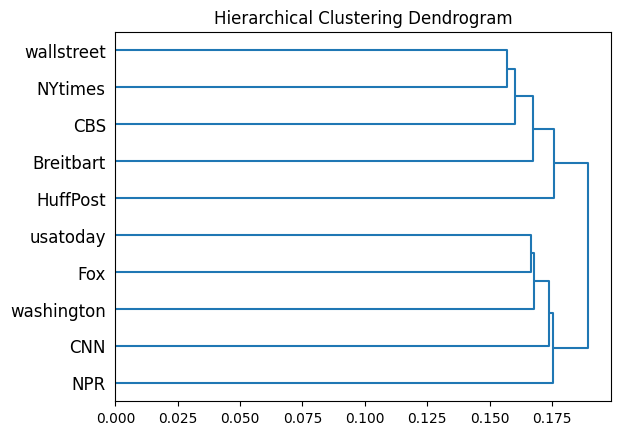 Hierarchical Clustering Dendrogram
wallstreet
NYtimes
CBS
Breitbart
HuffPost
usatoday
Fox
washington
CNN
NPR
0.000 0.025 0.050 0.075 0.100 0.125 0.150 0.175